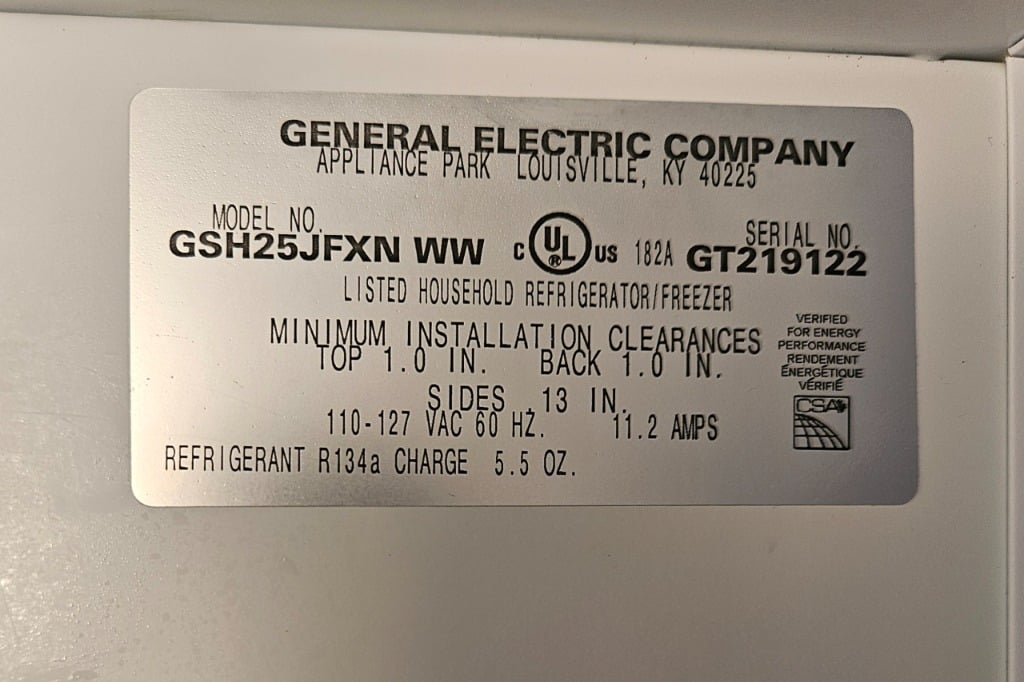 GENERAL ELECTRIC COMPANY
APPLIANCE PARK LOUISVILLE, KY 40225
MODEL NO.
GSH25JFXN WW
C UL ® US 182A
SERIAL NO.
GT219122
LISTED HOUSEHOLD REFRIGERATOR/FREEZER
MINIMUM INSTALLATION CLEARANCES
TOP 1.0 IN. BACK 1.0 IN.
SIDES .13 IN.
110-127 VAC 60 HZ. 11.2 AMPS
REFRIGERANT R134a CHARGE 5.5 OZ.
VERIFIED
FOR ENERGY
PERFORMANCE
RENDEMENT
ÉNERGÉTIQUE
VÉRIFIÉ
CSA